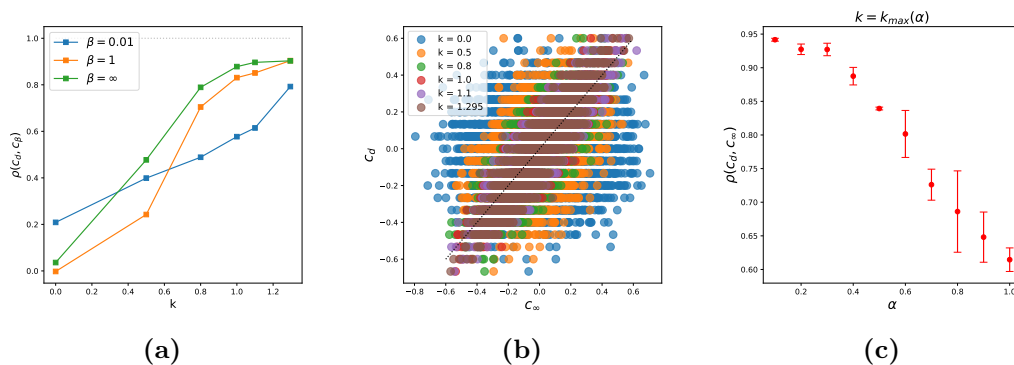 β = 0.01
β = 1
β = ∞
1.0
0.8
0.6
0.4
0.2
0.0
ρ(c_d, c_β)
0.0 0.2 0.4 0.6 0.8 1.0 1.2
k
(a)
k = 0.0
k = 0.5
k = 0.8
k = 1.0
k = 1.1
k = 1.295
0.6
0.4
0.2
0.0
−0.2
−0.4
−0.6
c_d
−0.8 −0.6 −0.4 −0.2 0.0 0.2 0.4 0.6
c_∞
(b)
k = k_max(α)
0.95
0.90
0.85
0.80
0.75
0.70
0.65
0.60
ρ(c_d, c_∞)
0.2 0.4 0.6 0.8 1.0
α
(c)